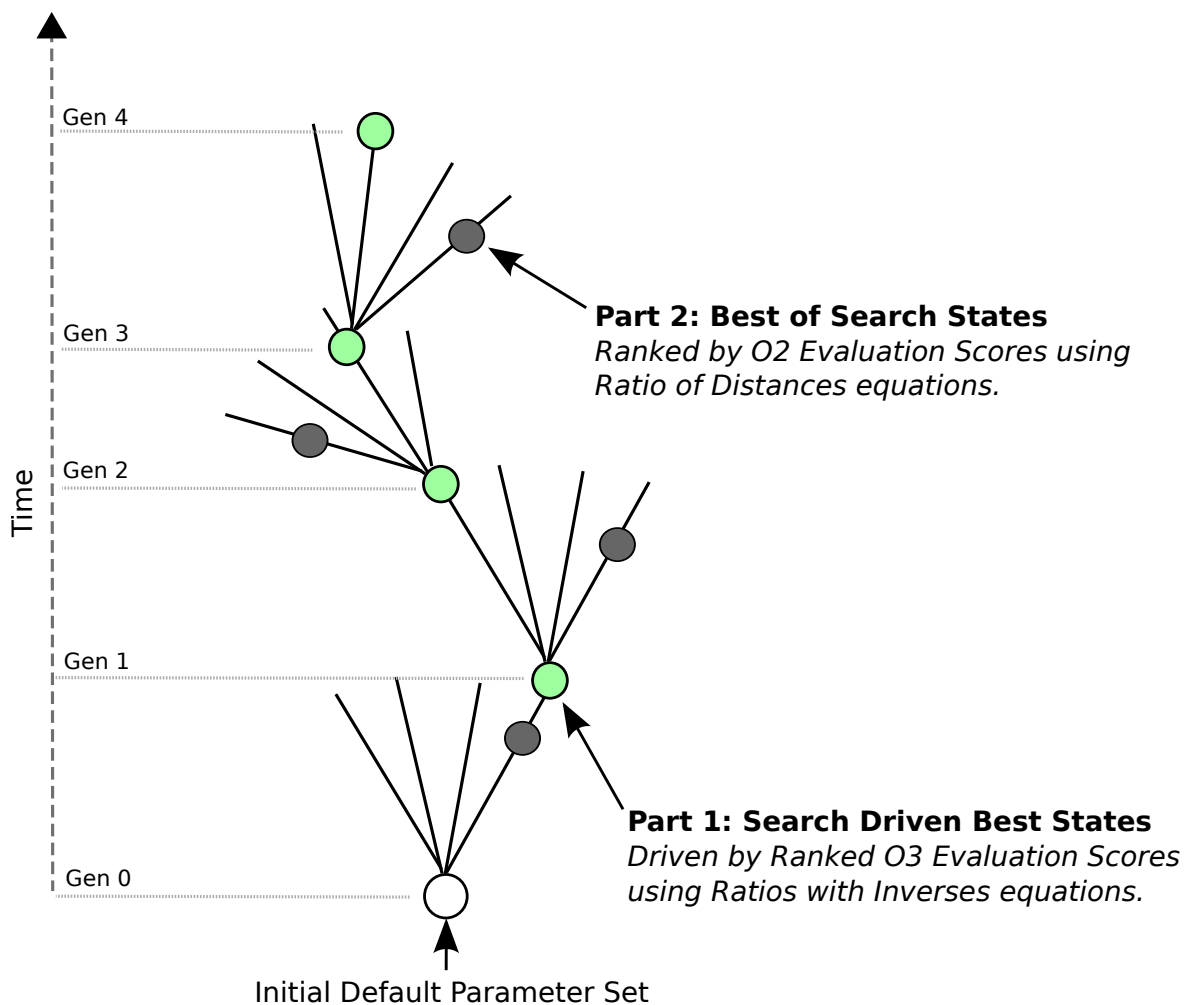 Gen 4
Part 2: Best of Search States
Ranked by O2 Evaluation Scores using
Ratio of Distances equations.
Gen 3
Gen 2
Time
Gen 1
Part 1: Search Driven Best States
Driven by Ranked O3 Evaluation Scores
using Ratios with Inverses equations.
Gen 0
Initial Default Parameter Set